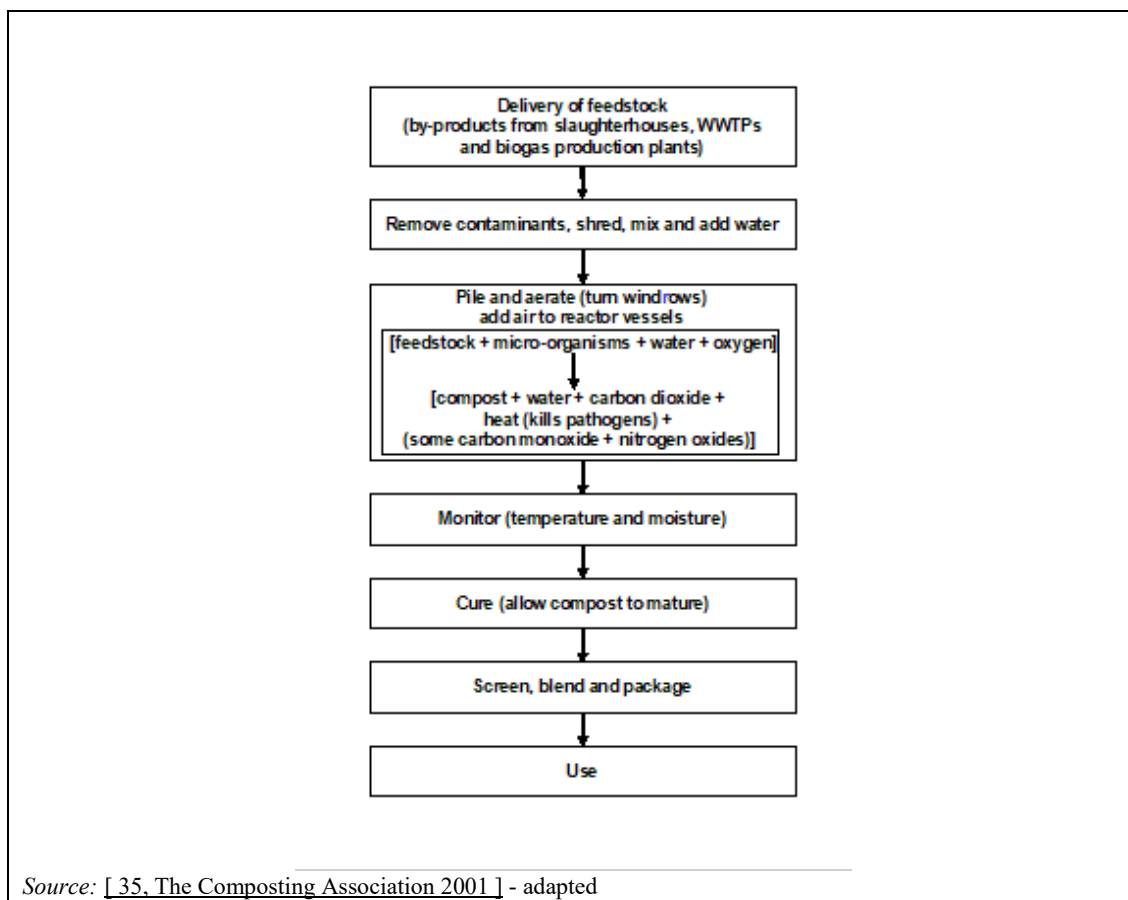 Delivery of feedstock
(by-products from slaughterhouses, WWTPs
and biogas production plants)
Remove contaminants, shred, mix and add water
Pile and aerate (turn windrows)
add air to reactor vessels
[feedstock + micro-organisms + water + oxygen]
[compost + water + carbon dioxide +
heat (kills pathogens) +
(some carbon monoxide + nitrogen oxides)]
Monitor (temperature and moisture)
Cure (allow compost to mature)
Screen, blend and package
Use
Source: [ 35, The Composting Association 2001 ] - adapted